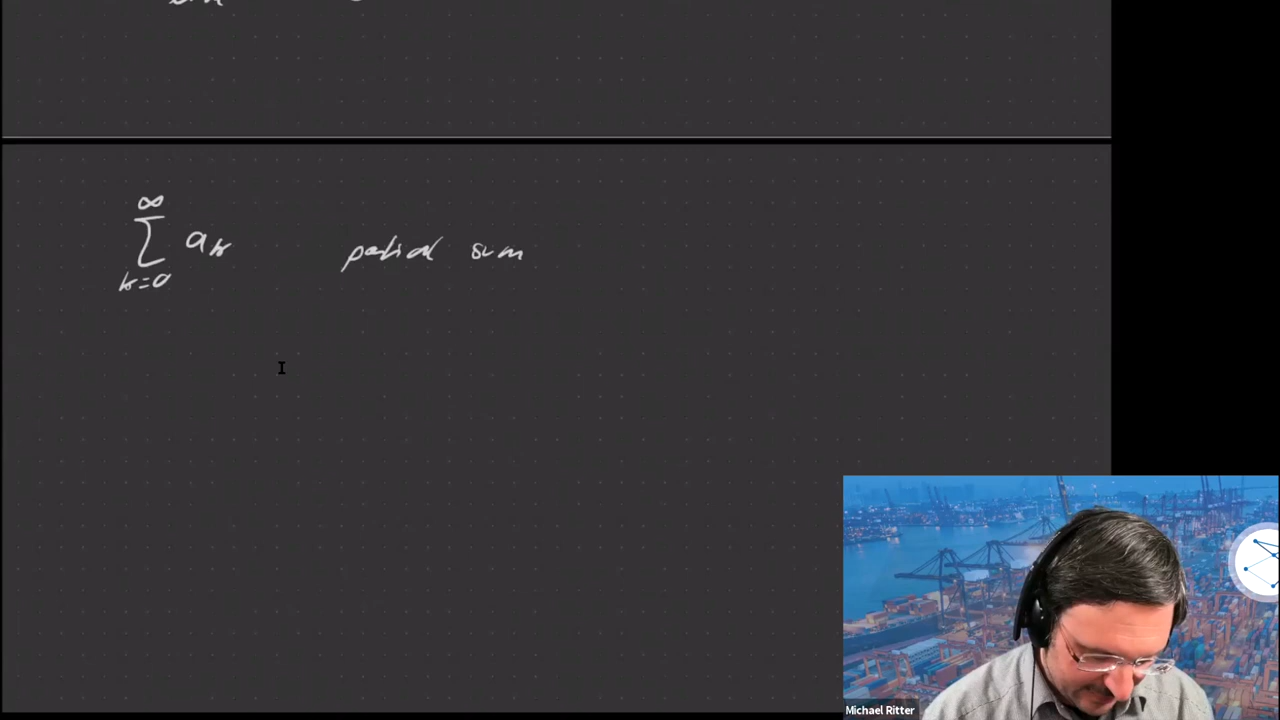 ∞
∑ a_k partial sum
k=0
Michael Ritter